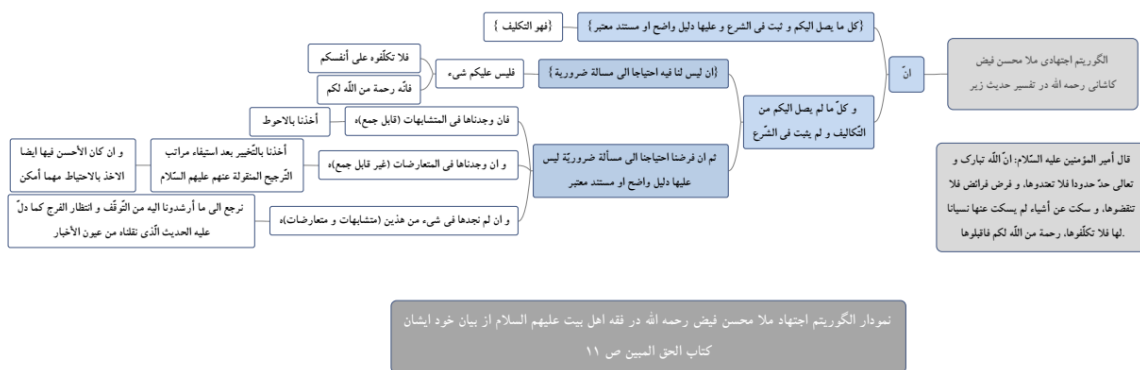 الگوریتم اجتهادی ملا محسن فیض
کاشانی رحمه الله در تفسیر حدیث زیر
انّ
{کل ما یصل الیکم و ثبت فی الشرع و علیها دلیل واضح او مستند معتبر }
{فهو التکلیف }
و کلّ ما لم یصل الیکم من
التّکالیف و لم یثبت فی الشّرع
{ان لیس لنا فیه احتیاجا الی مسالة ضروریة}
فلیس علیکم شیء
فلا تکلّفوه علی أنفسکم
فانّه رحمة من اللّه لکم
ثم ان فرضنا احتیاجنا الی مسألة ضروریّة لیس
علیها دلیل واضح او مستند معتبر
فان وجدناها فی المتشابهات (قابل جمع)ه
أخذنا بالاحوط
و ان وجدناها فی المتعارضات (غیر قابل جمع)ه
أخذنا بالتّخییر بعد استیفاء مراتب
التّرجیح المنقولة عنهم علیهم السّلام
و ان کان الأحسن فیها ایضا
الاخذ بالاحتیاط مهما أمکن
و ان لم نجدها فی شیء من هذین (متشابهات و متعارضات)ه
نرجع الی ما أرشدونا الیه من التّوقّف و انتظار الفرج کما دلّ
علیه الحدیث الّذی نقلناه من عیون الأخبار
قال أمیر المؤمنین علیه السّلام: انّ اللّه تبارک و
تعالی حدّ حدودا فلا تعتدوها، و فرض فرائض فلا
تنقضوها، و سکت عن أشیاء لم یسکت عنها نسیانا
.لها فلا تکلّفوها، رحمة من اللّه لکم فاقبلوها
نمودار الگوریتم اجتهاد ملا محسن فیض رحمه الله در فقه اهل بیت علیهم السلام از بیان خود ایشان
کتاب الحق المبین ص ۱۱